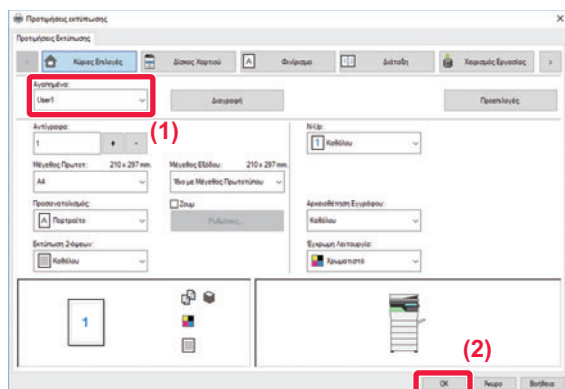 Προτιμήσεις εκτύπωσης
Προτιμήσεις Εκτύπωσης
Κύριες Επιλογές
Δίσκος Χαρτιού
Φινίρισμα
Διάταξη
Χειρισμός Εργασίας
Αγαπημένα:
User1
Διαγραφή
Προεπιλογές
(1)
Αντίγραφα:
1
+
-
N-Up:
1 Καθόλου
Μέγεθος Πρωτοτ.: 210 x 297 mm.
A4
Μέγεθος Εξόδου: 210 x 297 mm.
Ίδιο με Μέγεθος Πρωτοτύπου
Προσανατολισμός:
A Πορτραίτο
Ζουμ
Ρυθμίσεις...
Αρχειοθέτηση Εγγράφου:
Καθόλου
Εκτύπωση 2-όψεων:
Καθόλου
Έγχρωμη Λειτουργία:
Χρωματιστό
1
(2)
OK
Άκυρο
Βοήθεια